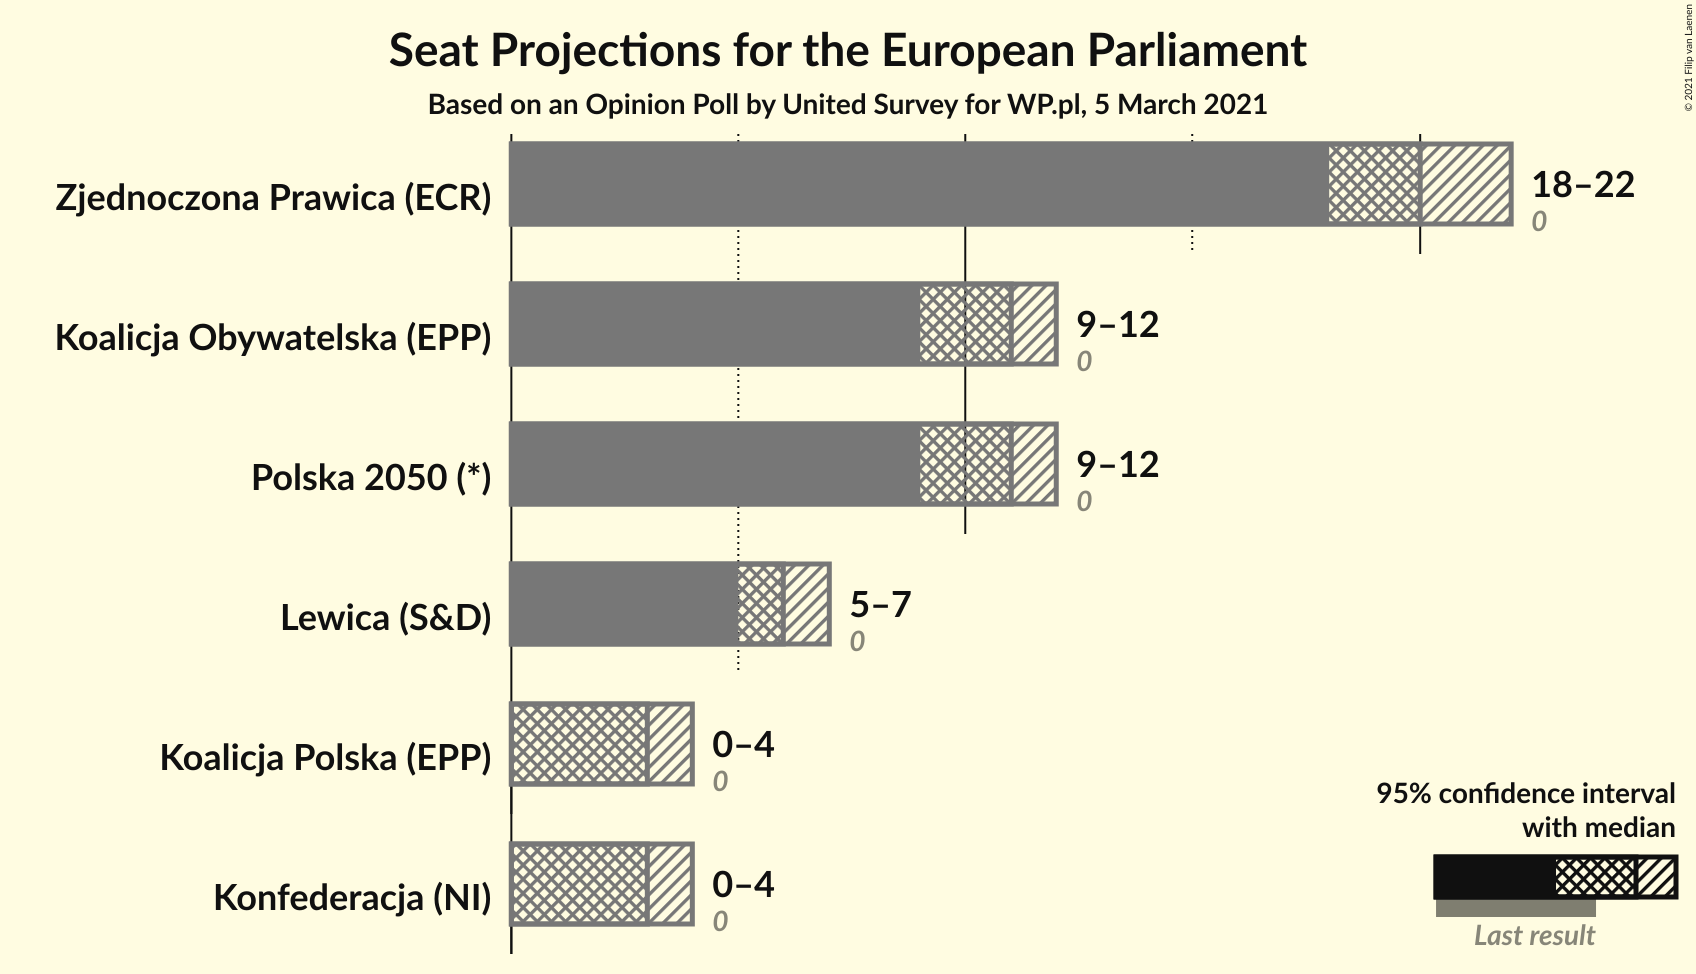 Seat Projections for the European Parliament
Based on an Opinion Poll by United Survey for WP.pl, 5 March 2021
© 2021 Filip van Laenen
Zjednoczona Prawica (ECR)
18–22
0
Koalicja Obywatelska (EPP)
9–12
0
Polska 2050 (*)
9–12
0
Lewica (S&D)
5–7
0
Koalicja Polska (EPP)
0–4
0
Konfederacja (NI)
0–4
0
95% confidence interval
with median
Last result